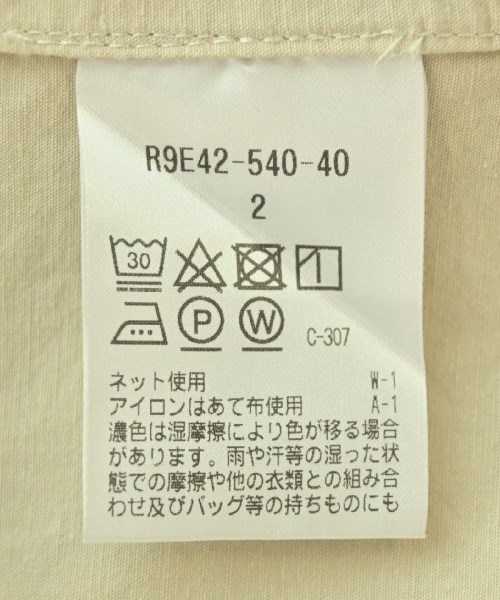 R9E42-540-40
2
30
P W C-307
ネット使用 W-1
アイロンはあて布使用 A-1
濃色は湿摩擦により色が移る場合
があります。雨や汗等の湿った状
態での摩擦や他の衣類との組み合
わせ及びバッグ等の持ちものにも